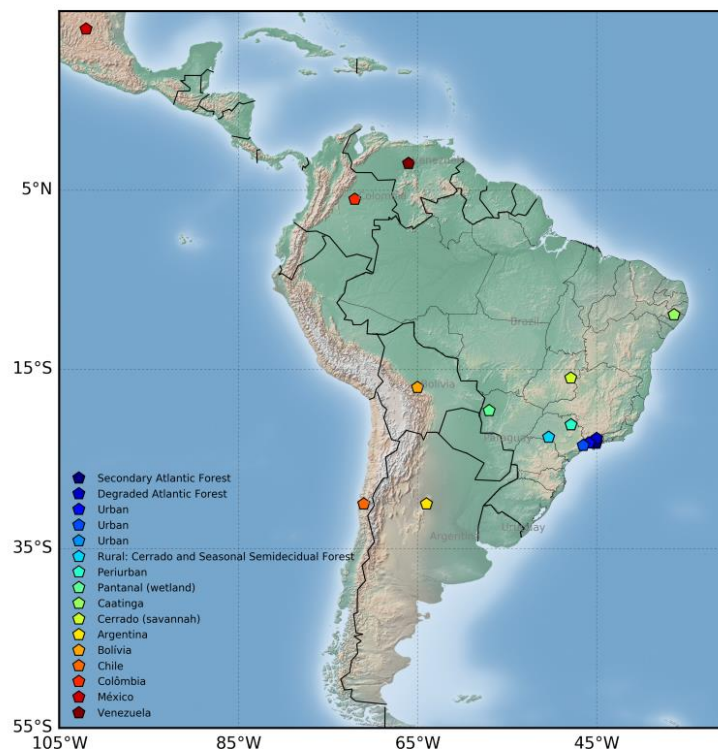 Venezuela
5°N
Colombia
Brazil
15°S
Bolivia
Paraguay
Secondary Atlantic Forest
Degraded Atlantic Forest
Urban
Urban
Urban
Rural: Cerrado and Seasonal Semidecidual Forest
Periurban
Pantanal (wetland)
Caatinga
Cerrado (savannah)
Argentina
Bolívia
Chile
Colômbia
México
Venezuela
Uruguay
Argentina
35°S
55°S
105°W
85°W
65°W
45°W